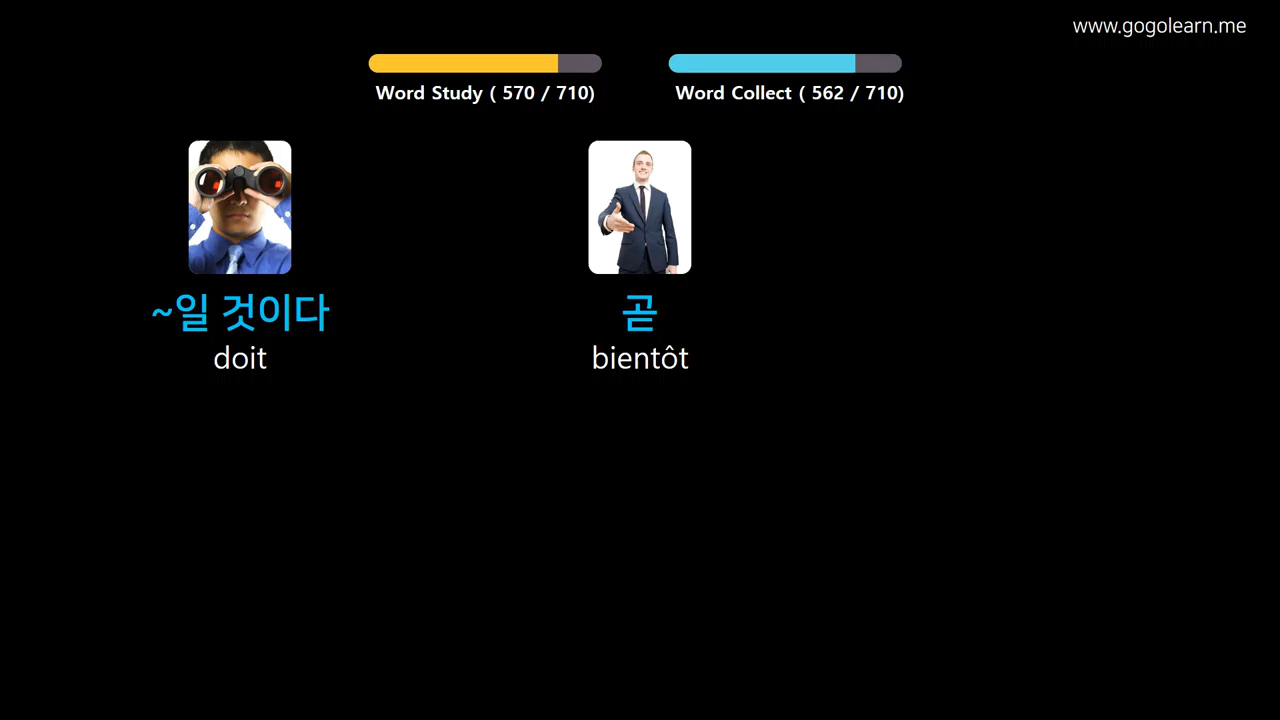 www.gogolearn.me
Word Study ( 570 / 710)
Word Collect ( 562 / 710)
~일 것이다
doit
곧
bientôt